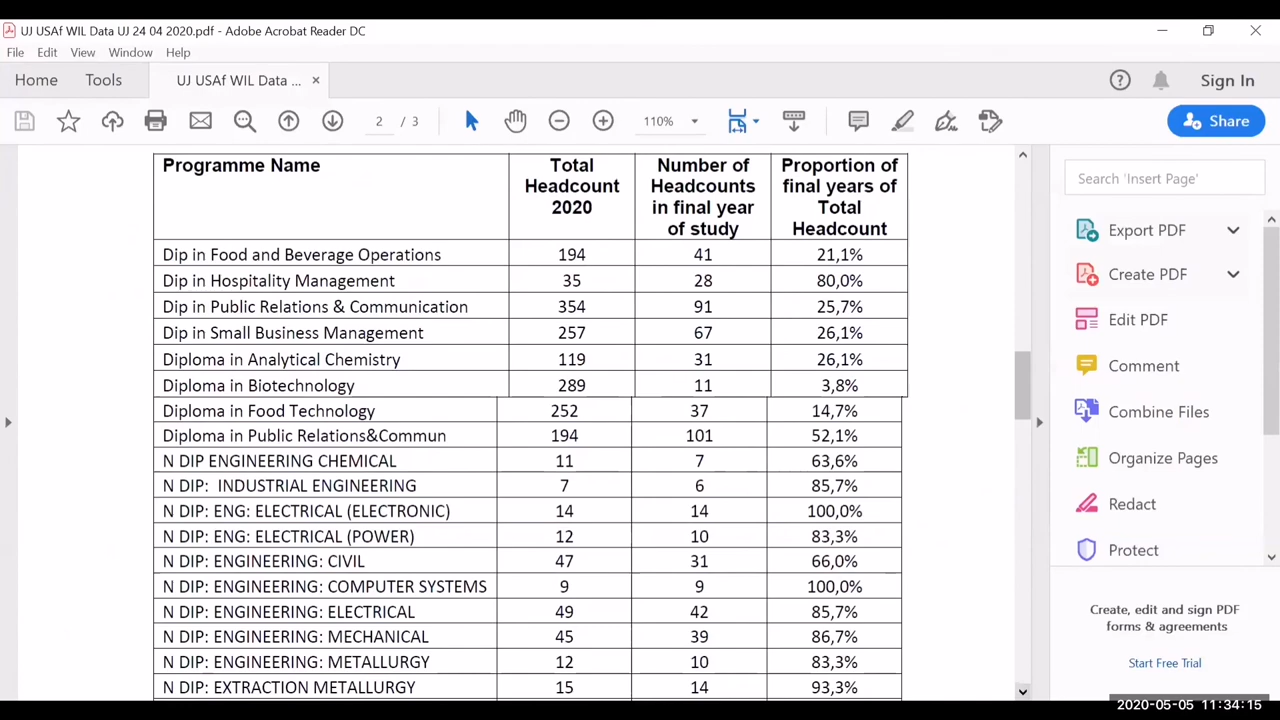 UJ USAf WIL Data UJ 24 04 2020.pdf - Adobe Acrobat Reader DC
File Edit View Window Help
Home Tools UJ USAf WIL Data ... × Sign In
2 / 3 110% Share
Programme Name Total Headcount 2020 Number of Headcounts in final year of study Proportion of final years of Total Headcount
Dip in Food and Beverage Operations 194 41 21,1%
Dip in Hospitality Management 35 28 80,0%
Dip in Public Relations & Communication 354 91 25,7%
Dip in Small Business Management 257 67 26,1%
Diploma in Analytical Chemistry 119 31 26,1%
Diploma in Biotechnology 289 11 3,8%
Diploma in Food Technology 252 37 14,7%
Diploma in Public Relations&Commun 194 101 52,1%
N DIP ENGINEERING CHEMICAL 11 7 63,6%
N DIP:  INDUSTRIAL ENGINEERING 7 6 85,7%
N DIP: ENG: ELECTRICAL (ELECTRONIC) 14 14 100,0%
N DIP: ENG: ELECTRICAL (POWER) 12 10 83,3%
N DIP: ENGINEERING: CIVIL 47 31 66,0%
N DIP: ENGINEERING: COMPUTER SYSTEMS 9 9 100,0%
N DIP: ENGINEERING: ELECTRICAL 49 42 85,7%
N DIP: ENGINEERING: MECHANICAL 45 39 86,7%
N DIP: ENGINEERING: METALLURGY 12 10 83,3%
N DIP: EXTRACTION METALLURGY 15 14 93,3%
Search 'Insert Page'
Export PDF
Create PDF
Edit PDF
Comment
Combine Files
Organize Pages
Redact
Protect
Create, edit and sign PDF
forms & agreements
Start Free Trial
2020-05-05 11:34:15